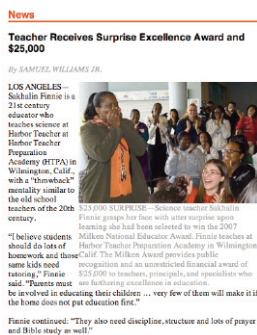 News
Teacher Receives Surprise Excellence Award and
$25,000
By SAMUEL WILLIAMS JR.
LOS ANGELES—
Sukhulin Finnie is a
21st century
educator who
teaches science at
Harbor Teacher at
Harbor Teacher
Preparation
Academy (HTPA) in
Wilmington, Calif.,
with a "throwback"
mentality similar to
the old school
teachers of the 20th
century.
"I believe students
should do lots of
homework and those
same kids need
tutoring," Finnie
said. "Parents must
$25,000 SURPRISE—Science teacher Sukhulin
Finnie gropes her face with utter surprise upon
learning she had been selected to win the 2007
Milken National Educator Award. Finnie teaches at
Harbor Teacher Preparation Academy in Wilmington
Calif. The Milken Award provides public
recognition and an unrestricted financial award of
$25,000 to teachers, principals, and specialists who
are furthering excellence in education.
be involved in educating their children … very few of them will make it if
the home does not put education first."
Finnie continued: "They also need discipline, structure and lots of prayer
and Bible study as well."